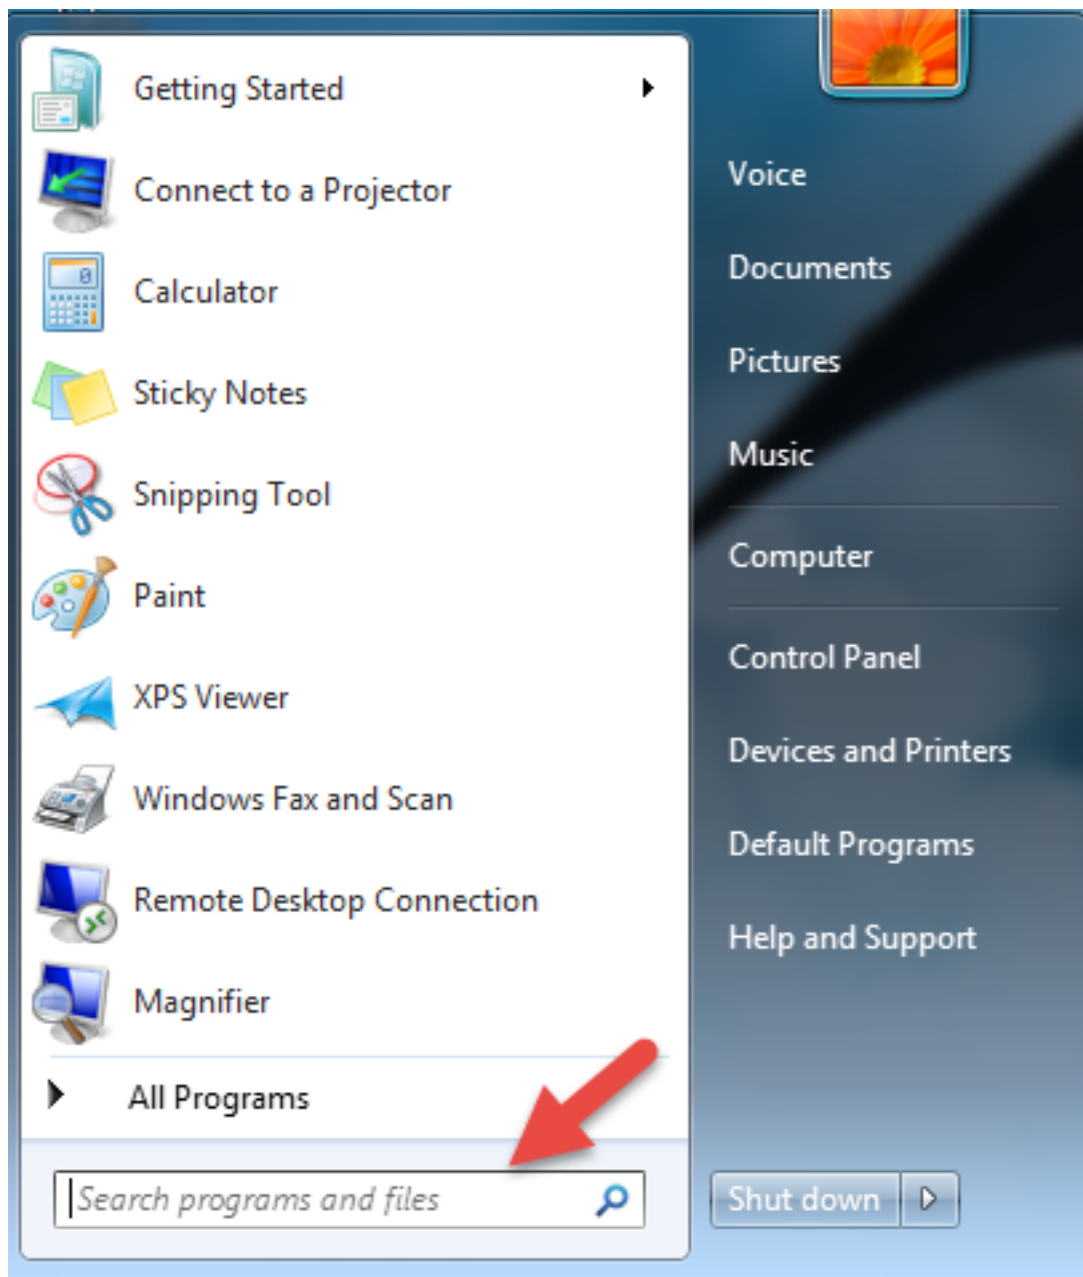 Getting Started
Connect to a Projector
Calculator
Sticky Notes
Snipping Tool
Paint
XPS Viewer
Windows Fax and Scan
Remote Desktop Connection
Magnifier
All Programs
Search programs and files
Voice
Documents
Pictures
Music
Computer
Control Panel
Devices and Printers
Default Programs
Help and Support
Shut down